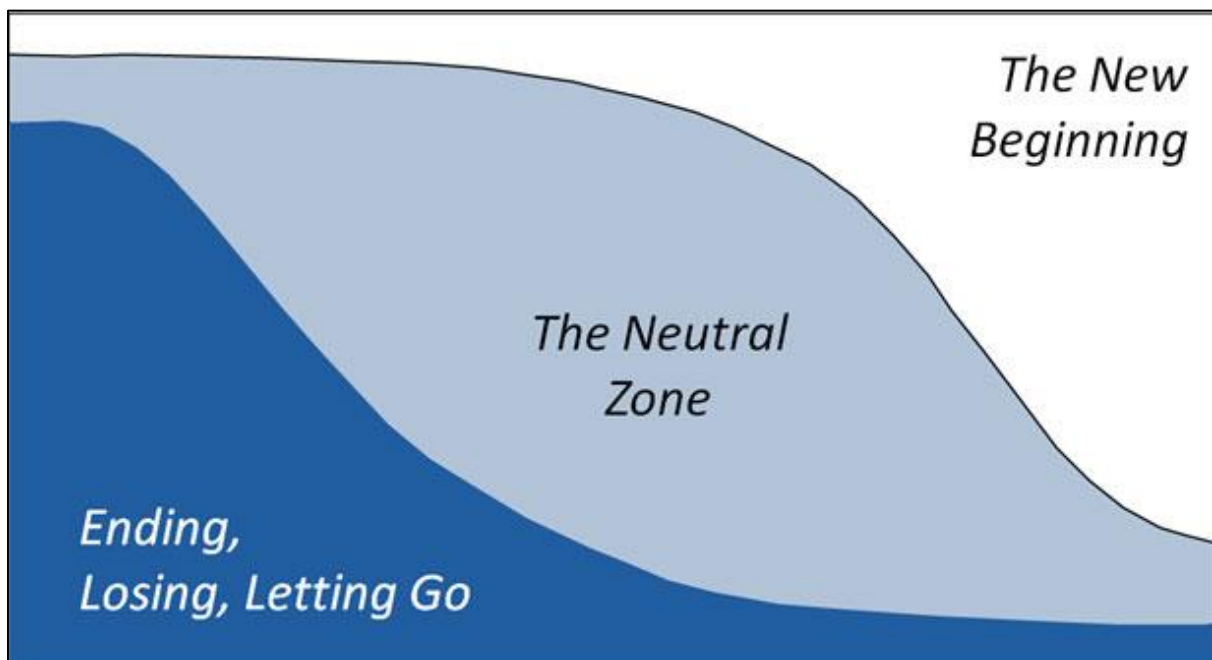 The New
Beginning
The Neutral
Zone
Ending,
Losing, Letting Go